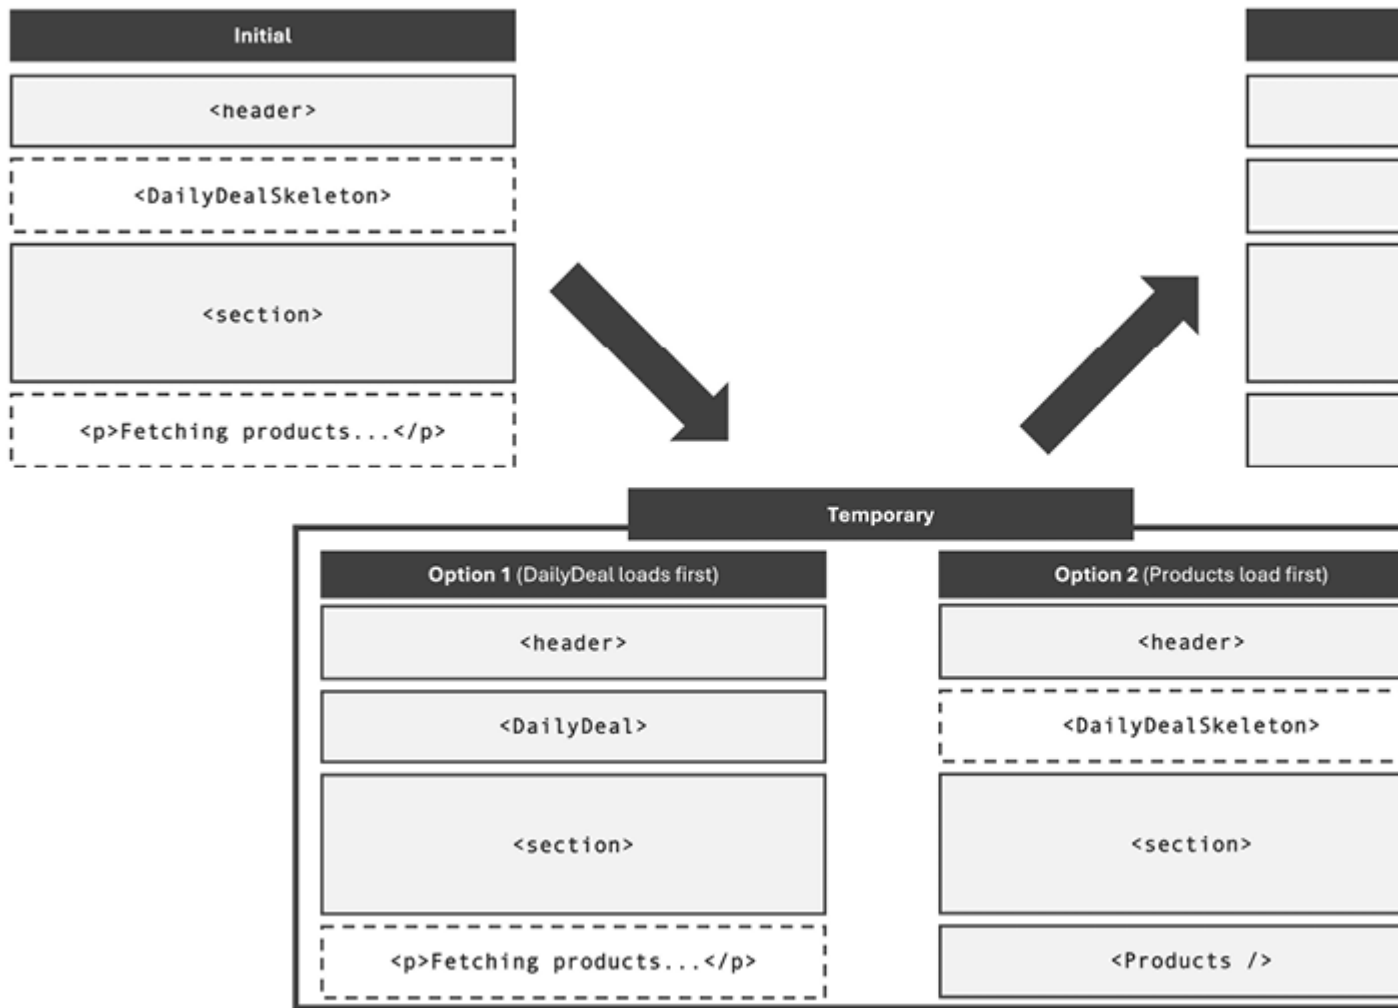 Initial
<header>
<DailyDealSkeleton>
<section>
<p>Fetching products...</p>
Temporary
Option 1 (DailyDeal loads first)
<header>
<DailyDeal>
<section>
<p>Fetching products...</p>
Option 2 (Products load first)
<header>
<DailyDealSkeleton>
<section>
<Products />